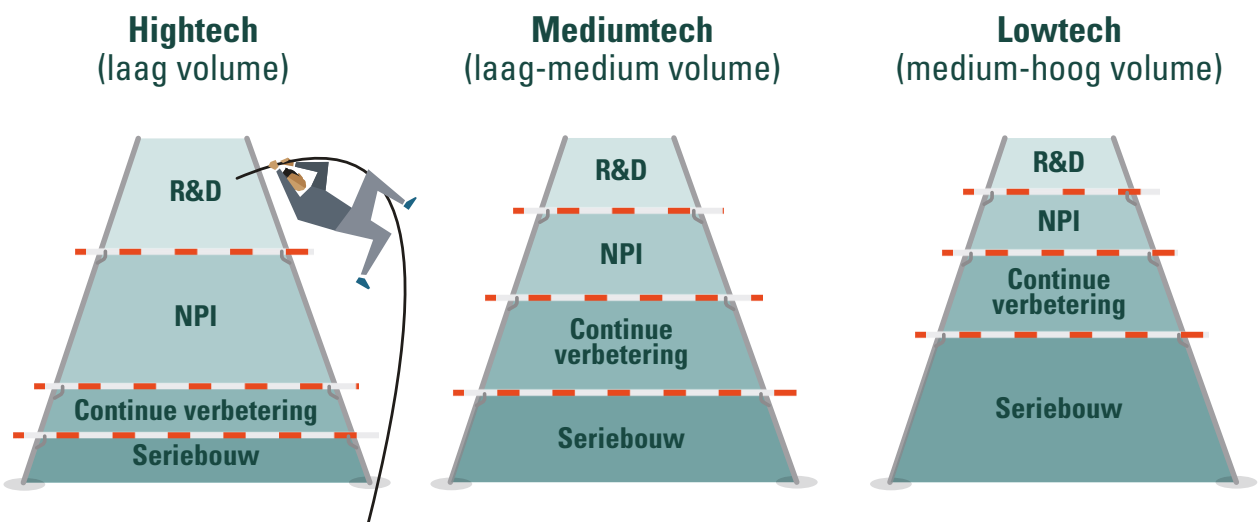 Hightech
(laag volume)
R&D
NPI
Continue verbetering
Seriebouw
Mediumtech
(laag-medium volume)
R&D
NPI
Continue
verbetering
Seriebouw
Lowtech
(medium-hoog volume)
R&D
NPI
Continue
verbetering
Seriebouw